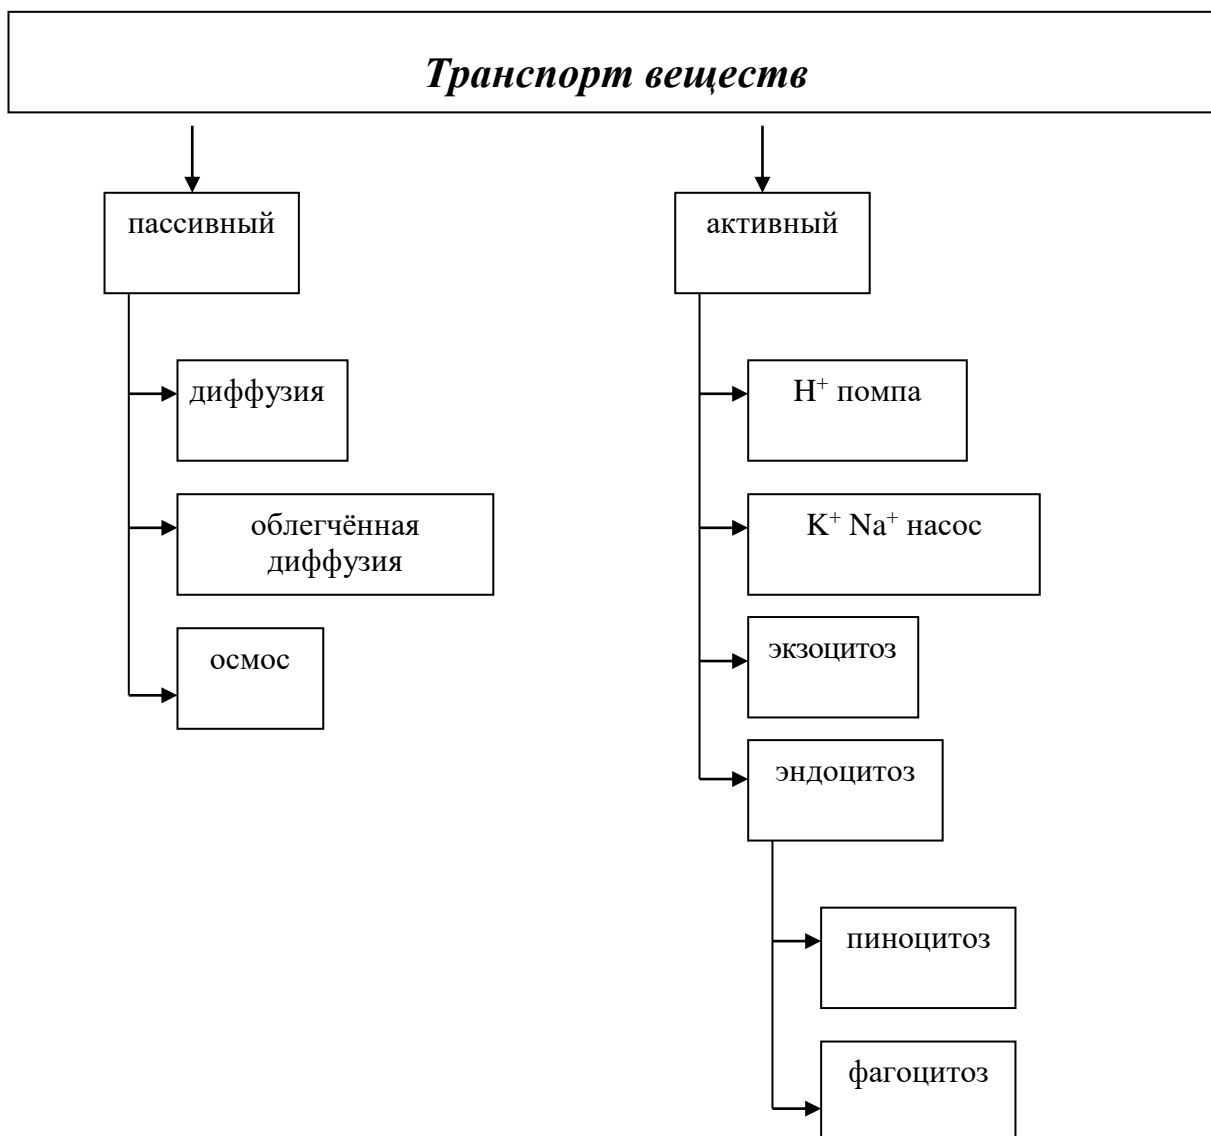 Транспорт веществ
пассивный
активный
диффузия
H⁺ помпа
облегчённая
диффузия
K⁺ Na⁺ насос
осмос
экзоцитоз
эндоцитоз
пиноцитоз
фагоцитоз